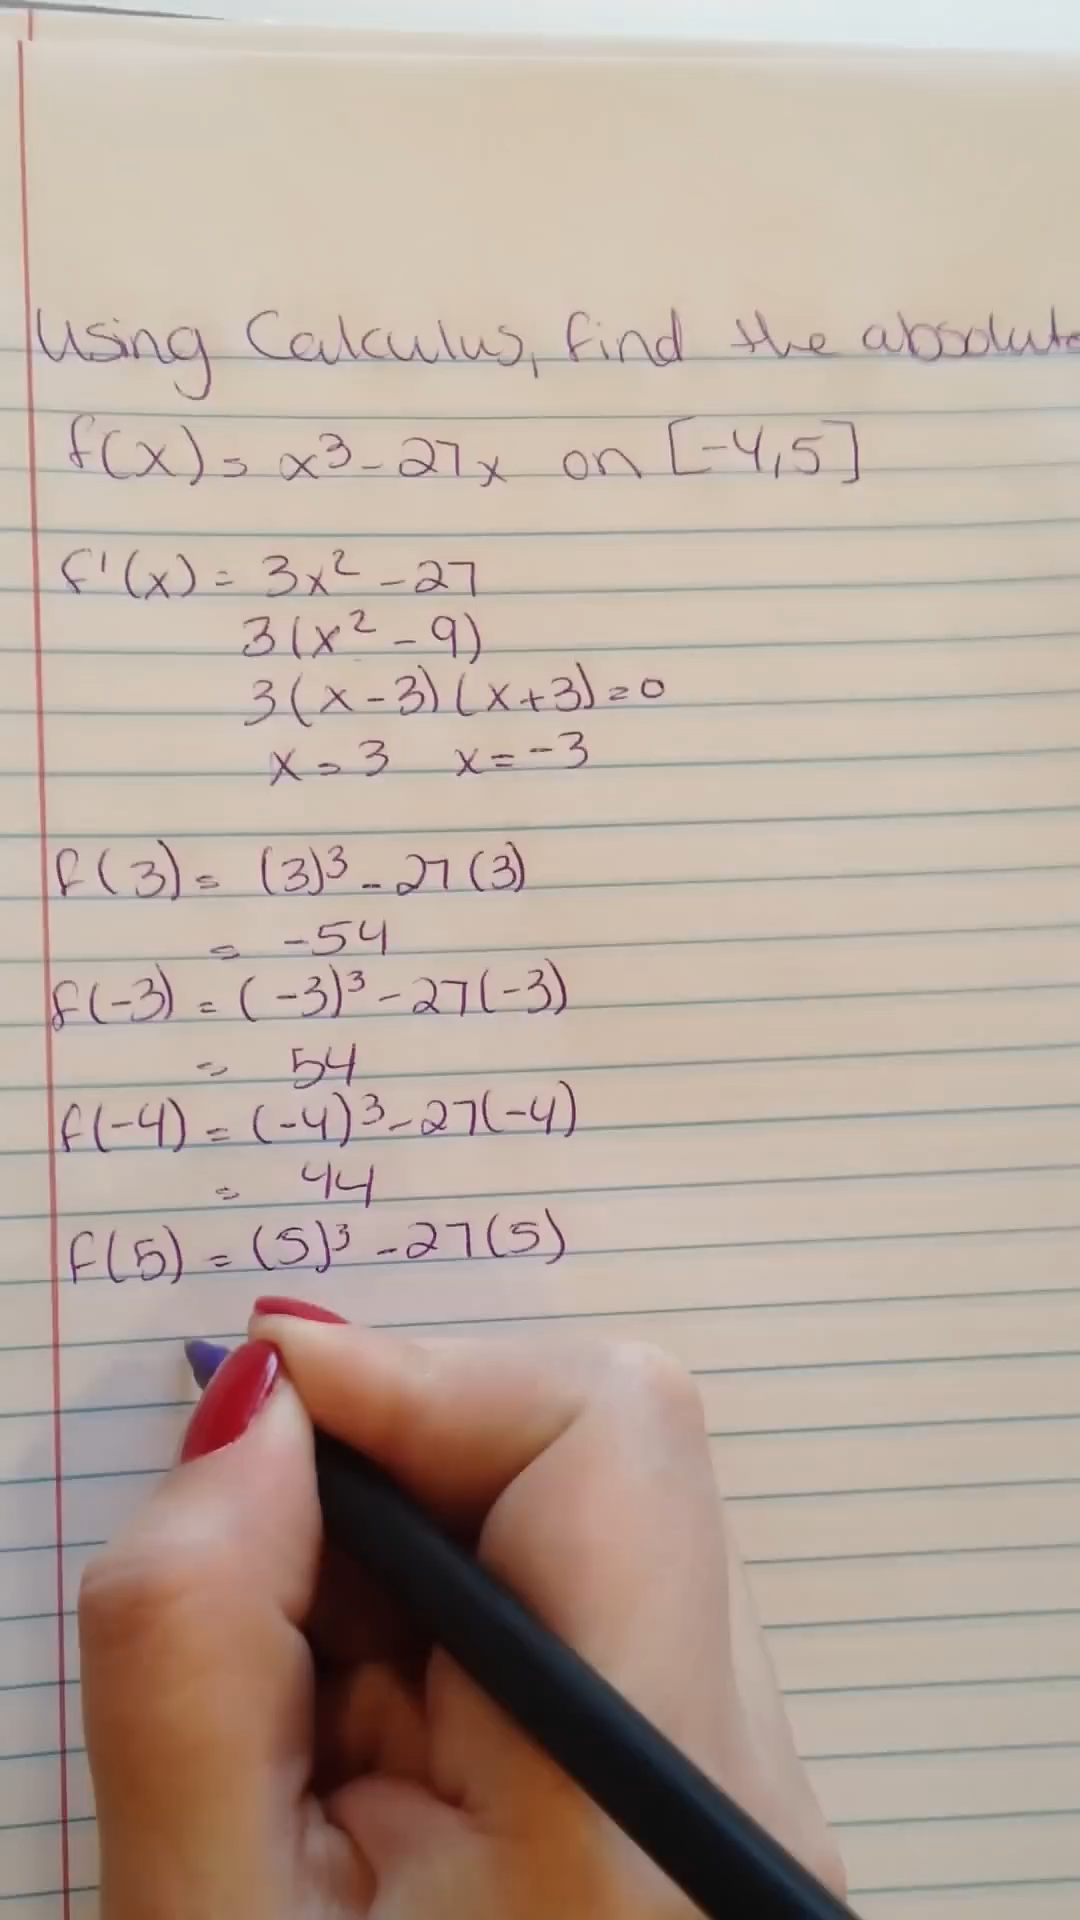 Using Calculus, find the absolute
f(x) = x³ - 27x on [-4,5]
f'(x) = 3x² - 27
3(x² - 9)
3(x - 3)(x+3) = 0
x = 3 x = -3
f(3) = (3)³ - 27(3)
= -54
f(-3) = (-3)³ - 27(-3)
= 54
f(-4) = (-4)³ - 27(-4)
= 44
f(5) = (5)³ - 27(5)